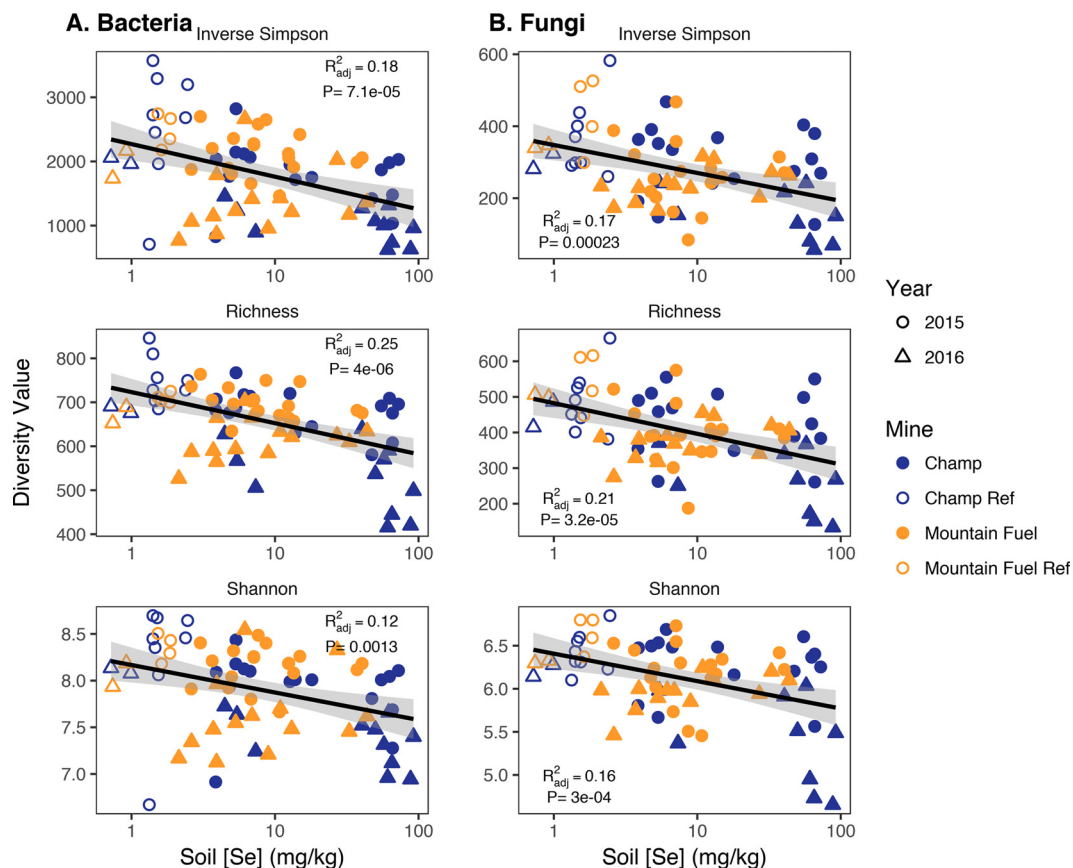 A. Bacteria
Inverse Simpson
R²adj = 0.18
P= 7.1e-05
3000
2000
1000
1
10
100
Richness
R²adj = 0.25
P= 4e-06
800
700
600
500
400
1
10
100
Shannon
R²adj = 0.12
P= 0.0013
8.5
8.0
7.5
7.0
1
10
100
Soil [Se] (mg/kg)
Diversity Value
B. Fungi
Inverse Simpson
600
400
200
R²adj = 0.17
P= 0.00023
1
10
100
Richness
600
500
400
300
200
R²adj = 0.21
P= 3.2e-05
1
10
100
Shannon
6.5
6.0
5.5
5.0
R²adj = 0.16
P= 3e-04
1
10
100
Soil [Se] (mg/kg)
Year
2015
2016
Mine
Champ
Champ Ref
Mountain Fuel
Mountain Fuel Ref